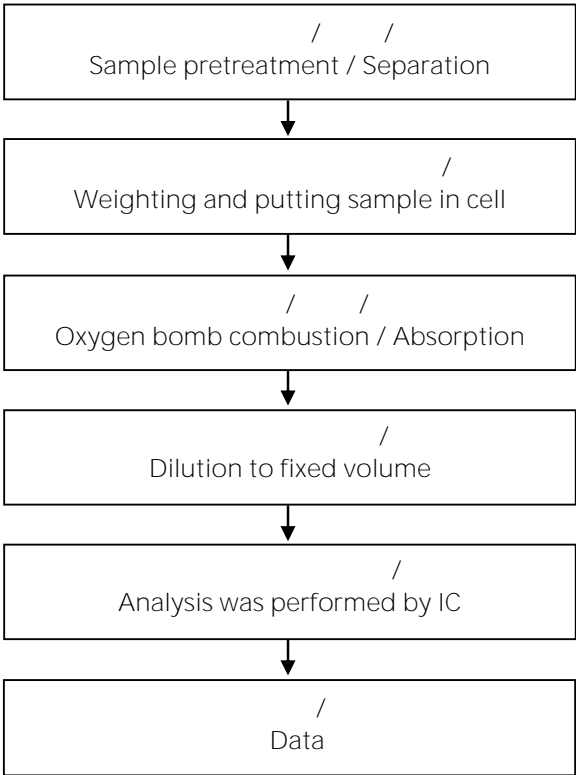 / /
Sample pretreatment / Separation
/
Weighting and putting sample in cell
/ /
Oxygen bomb combustion / Absorption
/
Dilution to fixed volume
/
Analysis was performed by IC
/
Data